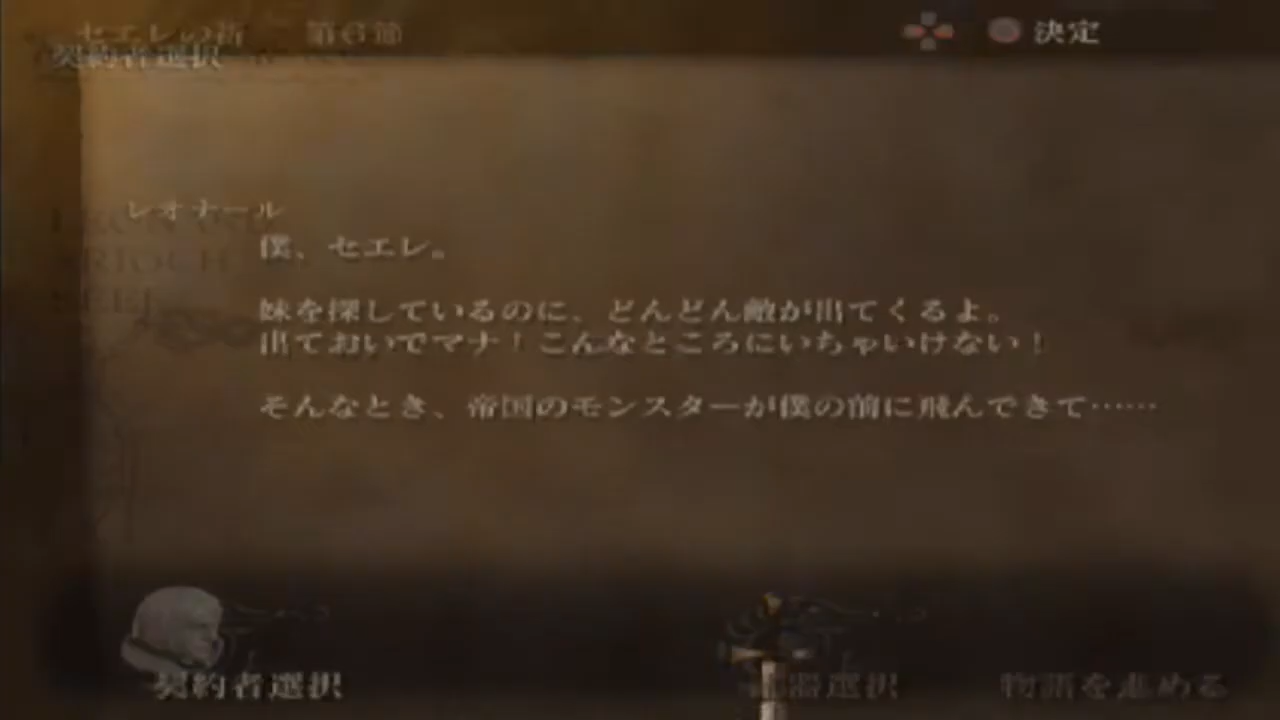 セエレの祈 第6節
決定
契約者選択
レオナール
僕、セエレ。
妹を探しているのに、どんどん敵が出てくるよ。
出ておいでマナ！こんなところにいちゃいけない！
そんなとき、帝国のモンスターが僕の前に飛んできて……
契約者選択
器選択
物語を進める